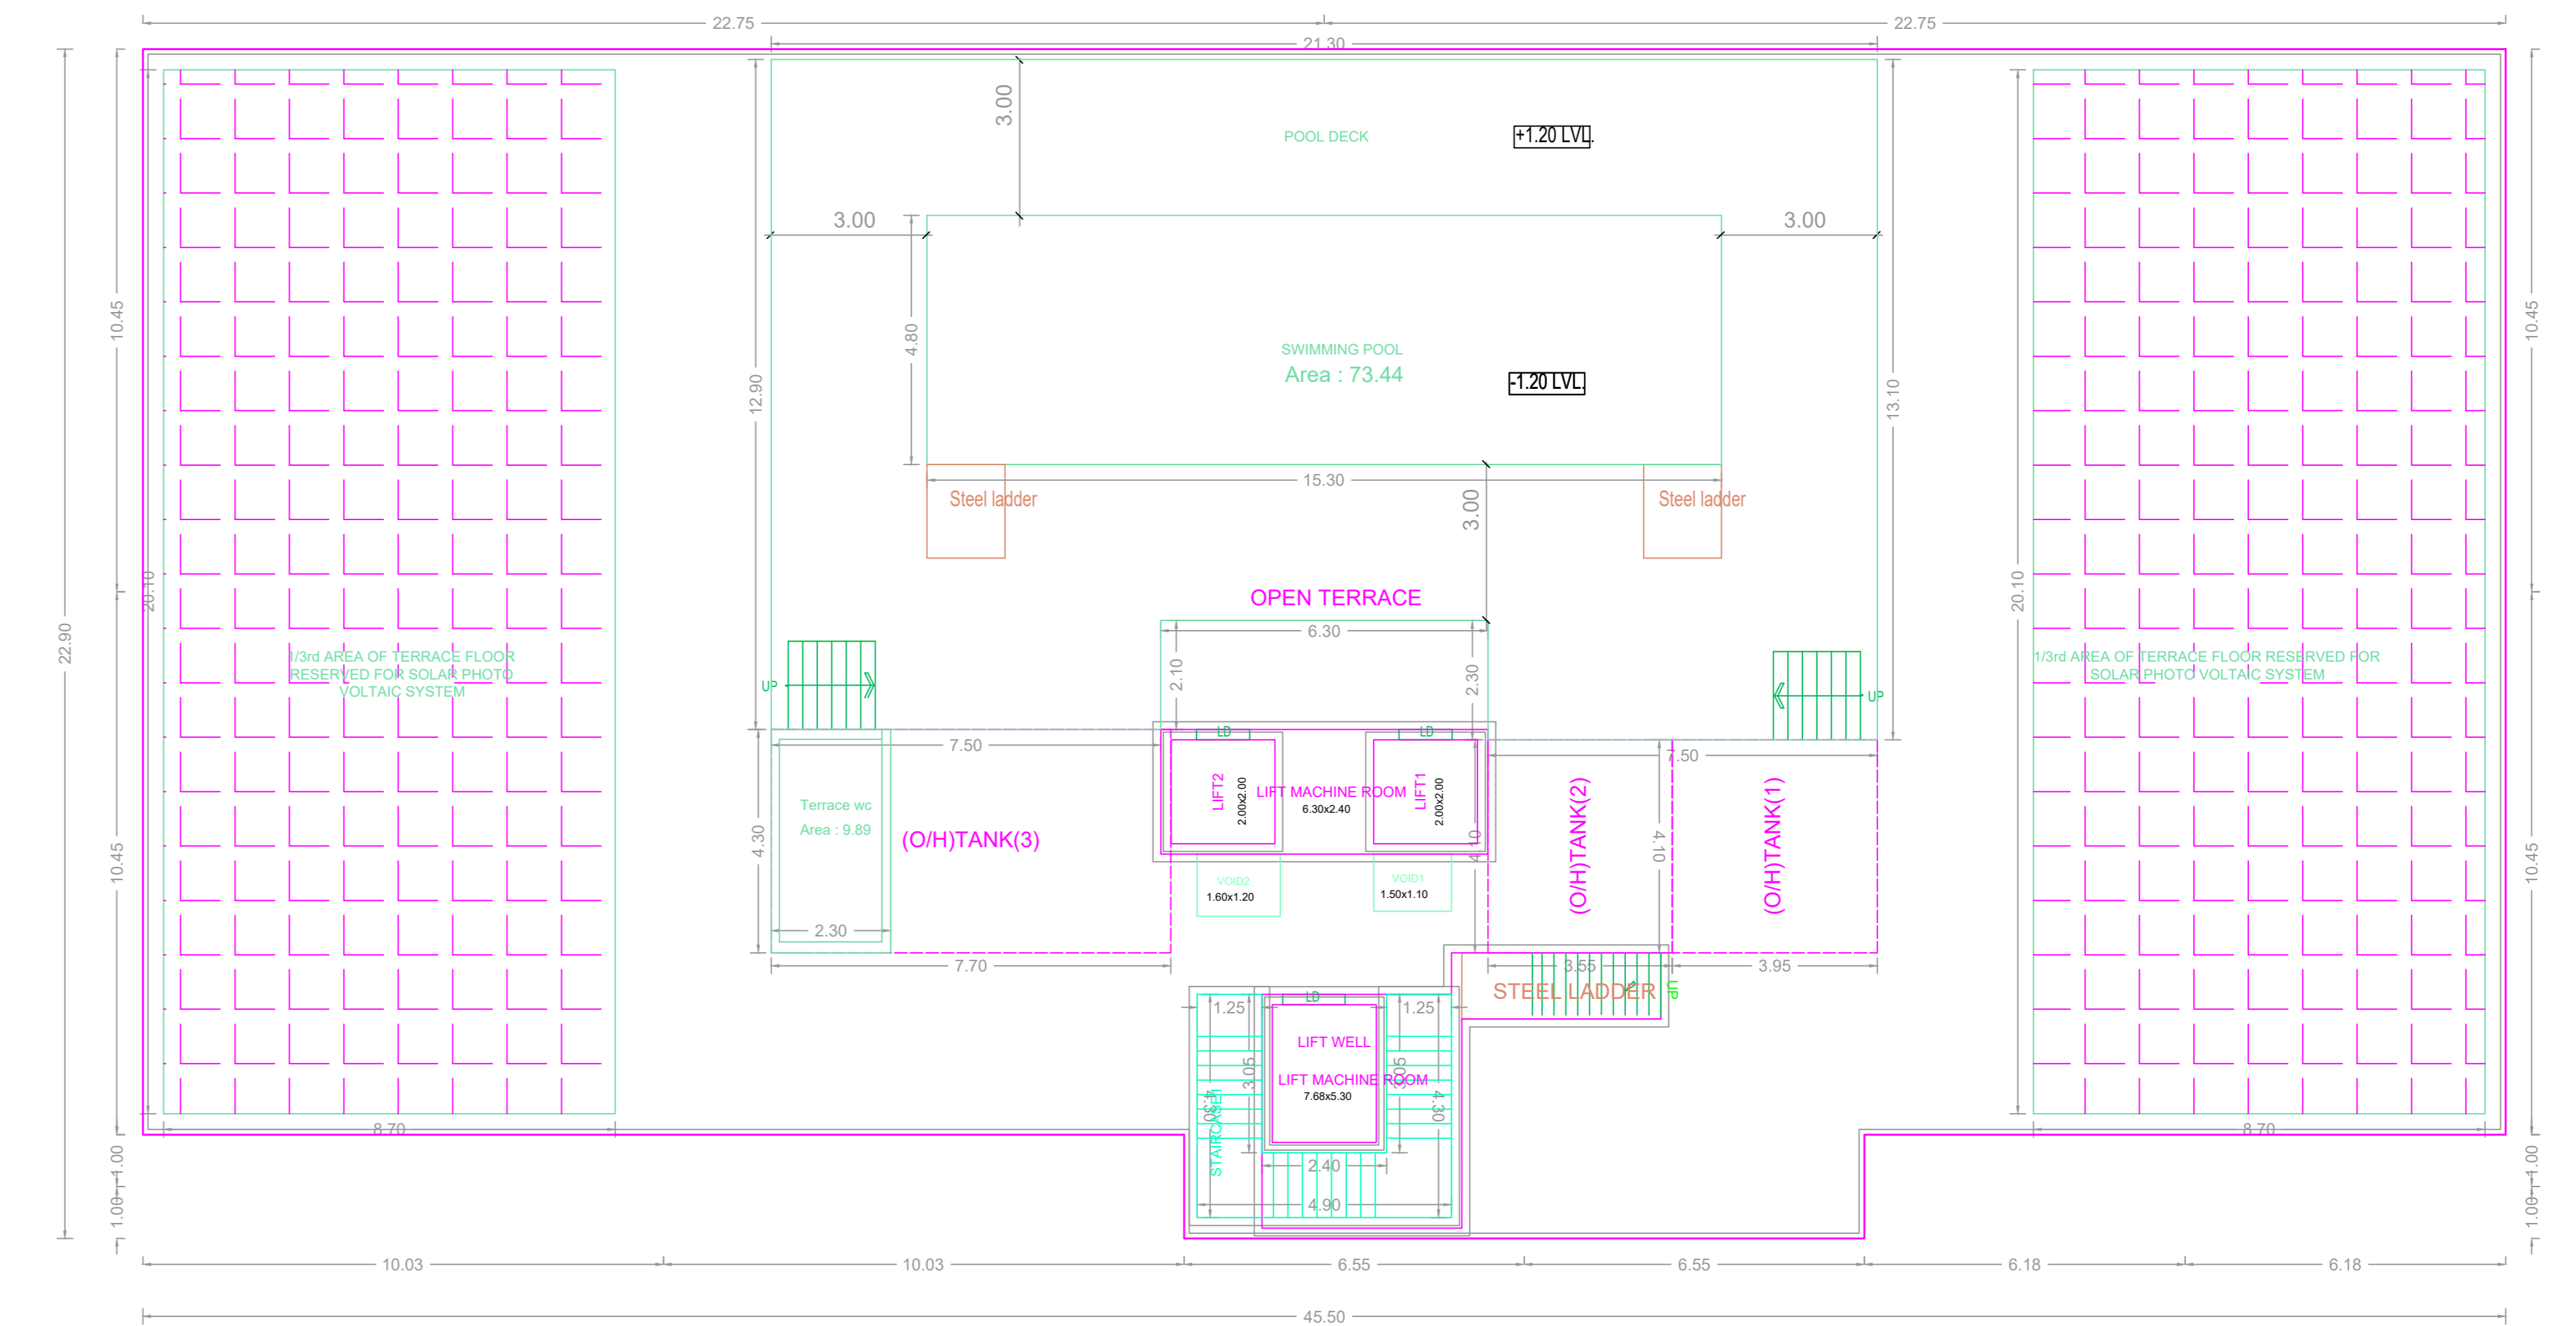 22.75
22.75
21.30
3.00
POOL DECK
+1.20 LVL.
3.00
3.00
10.45
4.80
12.90
SWIMMING POOL
Area : 73.44
-1.20 LVL.
13.10
10.45
Steel ladder
15.30
3.00
Steel ladder
20.10
OPEN TERRACE
20.10
22.90
6.30
2.10
2.30
1/3rd AREA OF TERRACE FLOOR
RESERVED FOR SOLAR PHOTO
VOLTAIC SYSTEM
1/3rd AREA OF TERRACE FLOOR RESERVED FOR
SOLAR PHOTO VOLTAIC SYSTEM
UP
UP
LD
LD
7.50
7.50
LIFT2
2.00x2.00
LIFT MACHINE ROOM
6.30x2.40
LIFT1
2.00x2.00
Terrace wc
Area : 9.89
4.30
(O/H)TANK(3)
4.10
(O/H)TANK(2)
4.10
(O/H)TANK(1)
10.45
10.45
VOID2
1.60x1.20
VOID1
1.50x1.10
2.30
7.70
3.55
3.95
STEEL LADDER
UP
LD
1.25
1.25
LIFT WELL
3.05
3.05
LIFT MACHINE ROOM
7.68x5.30
4.30
4.30
STAIRCASE1
8.70
8.70
2.40
4.90
1.00
1.00
1.00
1.00
10.03
10.03
6.55
6.55
6.18
6.18
45.50